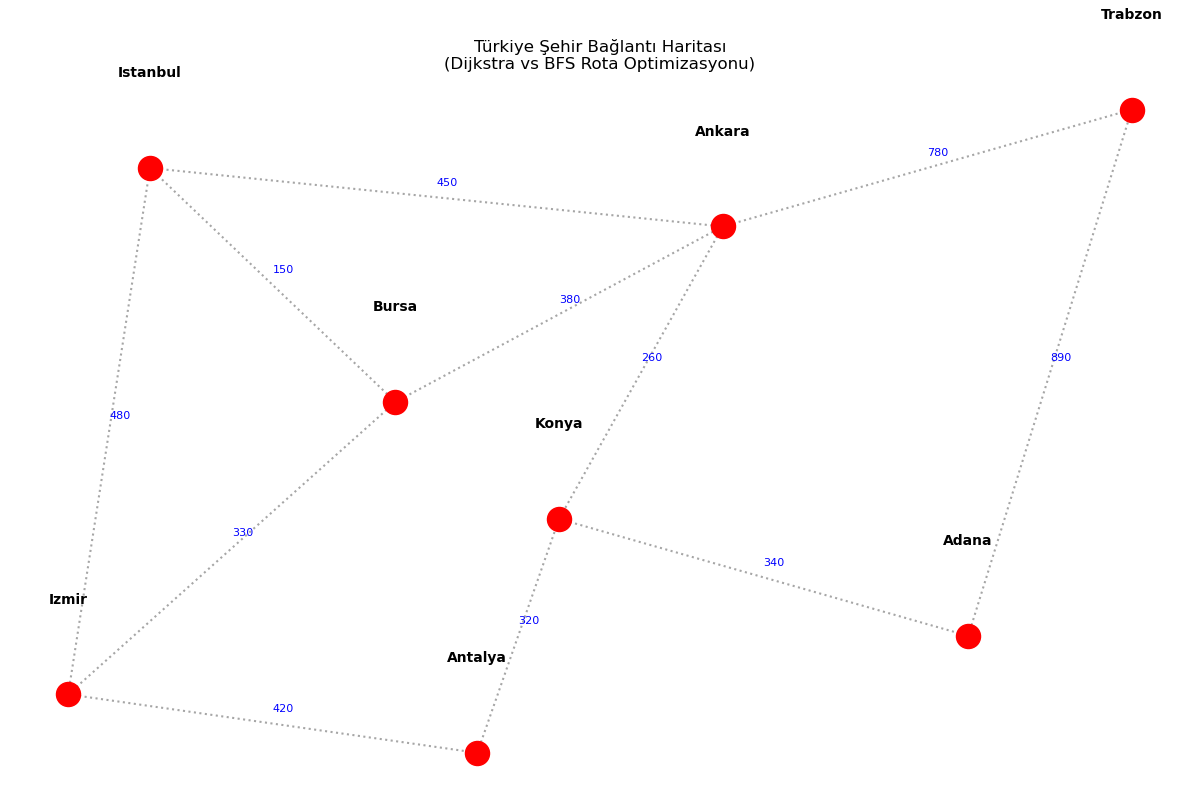 Trabzon
Türkiye Şehir Bağlantı Haritası
(Dijkstra vs BFS Rota Optimizasyonu)
Istanbul
Ankara
780
450
150
Bursa
380
260
890
480
Konya
330
Adana
340
Izmir
320
Antalya
420